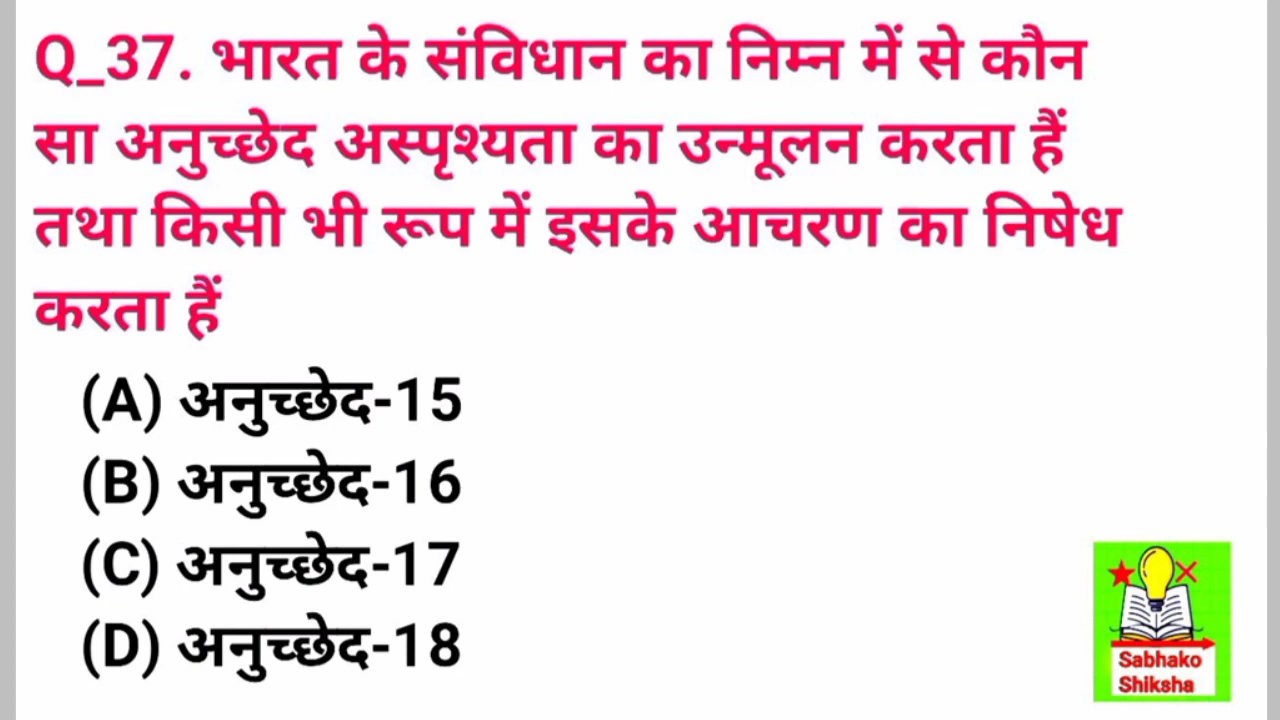 Q_37. भारत के संविधान का निम्न में से कौन
सा अनुच्छेद अस्पृश्यता का उन्मूलन करता हैं
तथा किसी भी रूप में इसके आचरण का निषेध
करता हैं
(A) अनुच्छेद-15
(B) अनुच्छेद-16
(C) अनुच्छेद-17
(D) अनुच्छेद-18
Sabhako
Shiksha